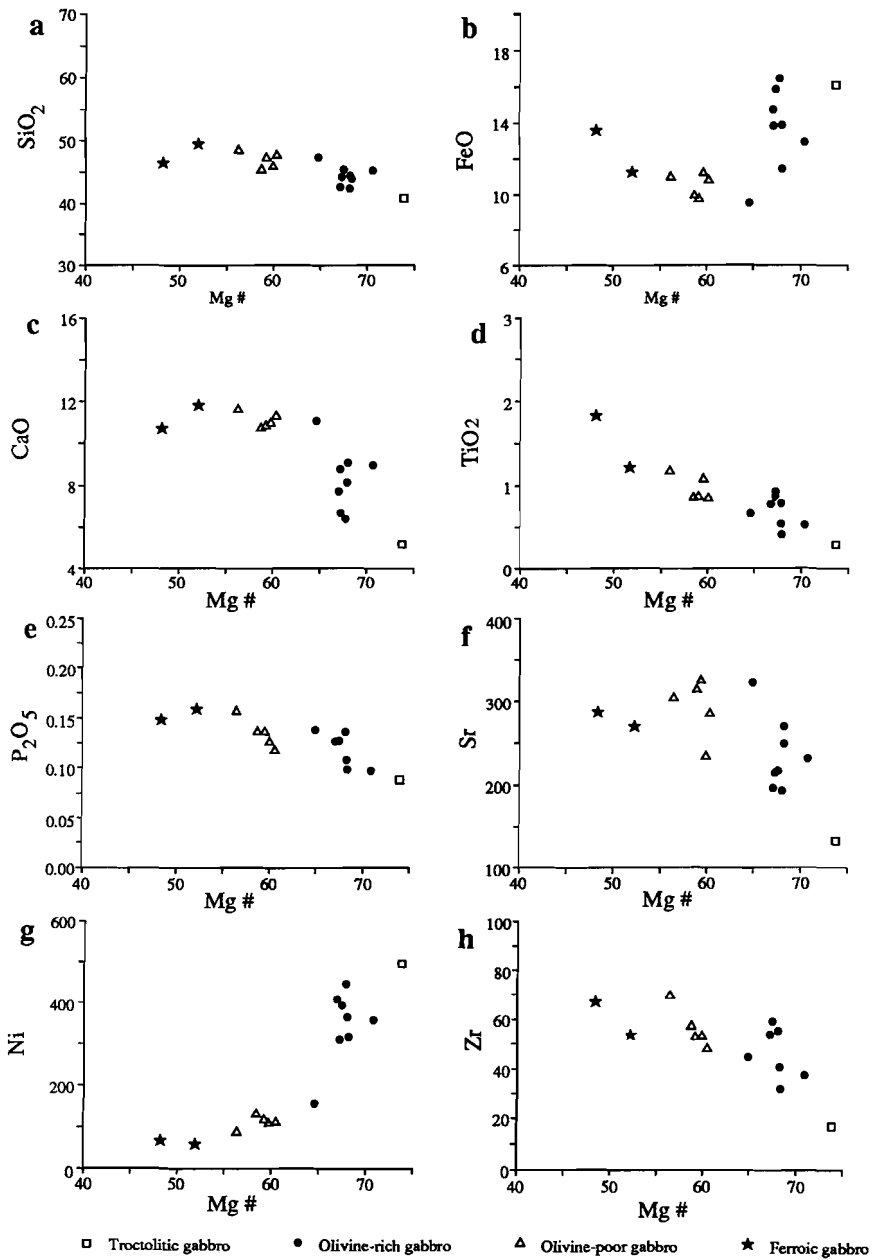 a
70
60
50
40
30
SiO2
40 50 60 70
Mg #
b
18
14
10
6
FeO
40 50 60 70
Mg #
c
16
12
8
4
CaO
40 50 60 70
Mg #
d
3
2
1
0
TiO2
40 50 60 70
Mg #
e
0.25
0.20
0.15
0.10
0.05
0.00
P2O5
40 50 60 70
Mg #
f
400
300
200
100
Sr
40 50 60 70
Mg #
g
600
400
200
0
Ni
40 50 60 70
Mg #
h
100
80
60
40
20
0
Zr
40 50 60 70
Mg #
Troctolitic gabbro Olivine-rich gabbro Olivine-poor gabbro Ferroic gabbro